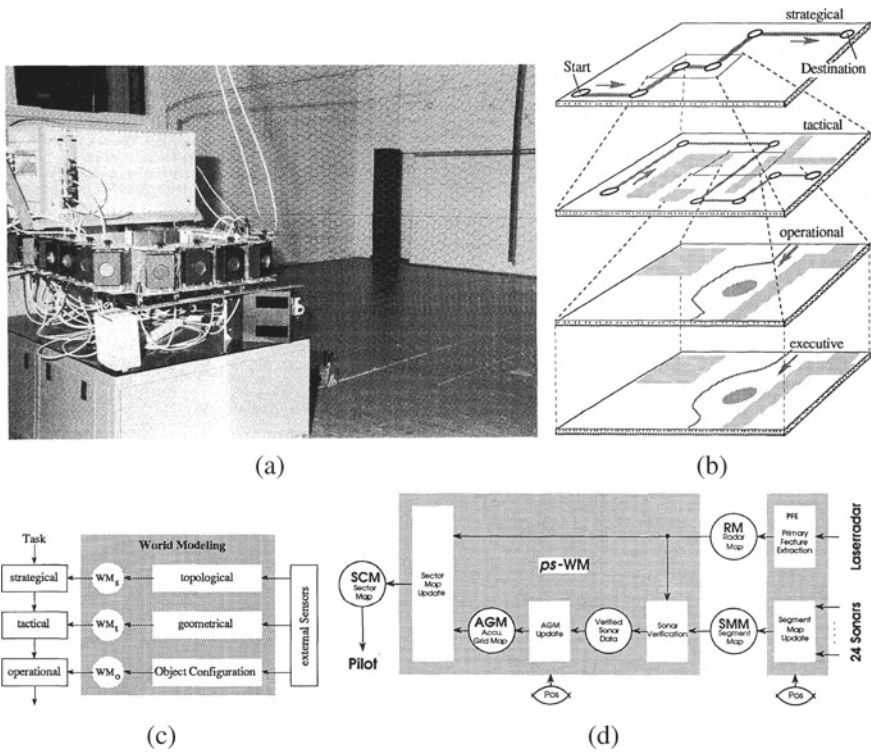 strategical
Start
Destination
tactical
operational
executive
(a)
(b)
Task
World Modeling
strategical
WMs
topological
tactical
WMt
geometrical
operational
WMo
Object Configuration
external Sensors
(c)
SCM
Sector
Map
Pilot
Sector
Map
Update
ps-WM
AGM
Accu.
Grid Map
AGM
Update
Verified
Sonar
Data
Sonar
Verification
RM
Radar
Map
SMM
Segment
Map
PFE
Primary
Feature
Extraction
Segment
Map
Update
Laserradar
24 Sonars
Pos
Pos
(d)